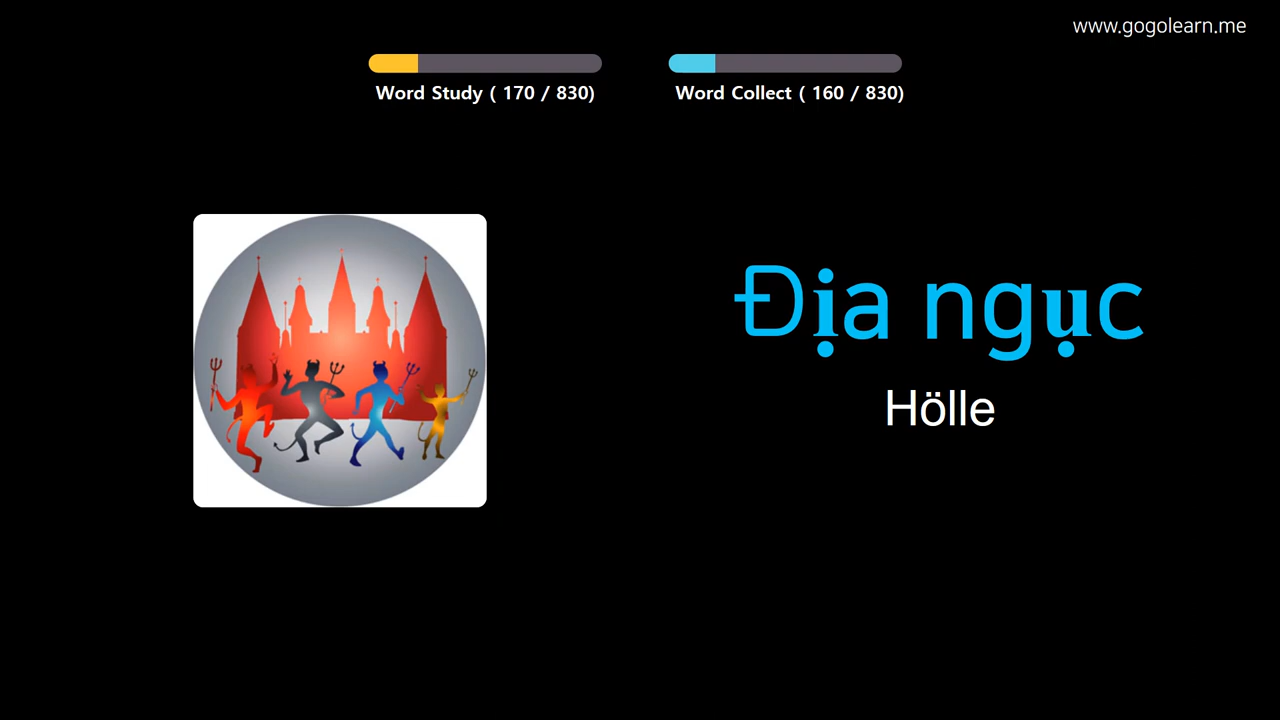 www.gogolearn.me
Word Study ( 170 / 830)
Word Collect ( 160 / 830)
Địa ngục
Hölle